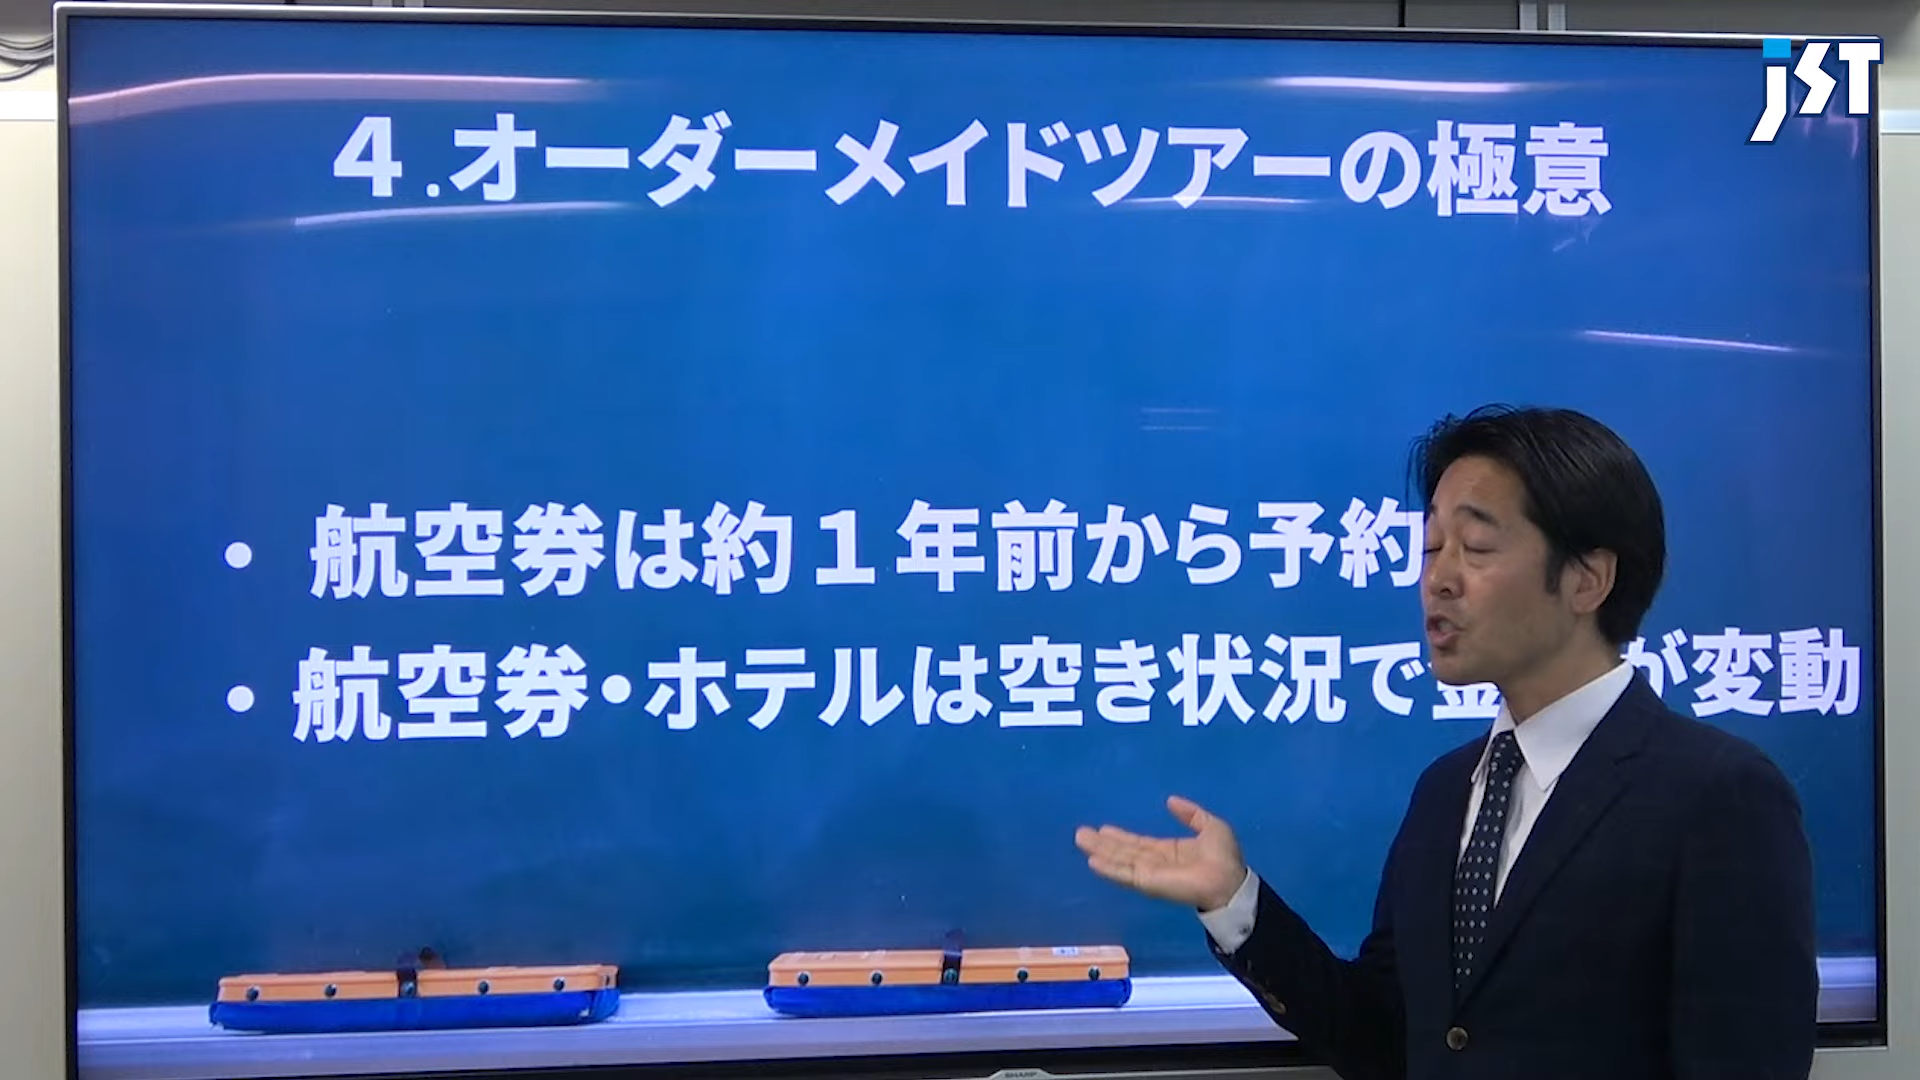 jST
4.オーダーメイドツアーの極意
・航空券は約１年前から予約
・航空券・ホテルは空き状況で が変動
SHARP